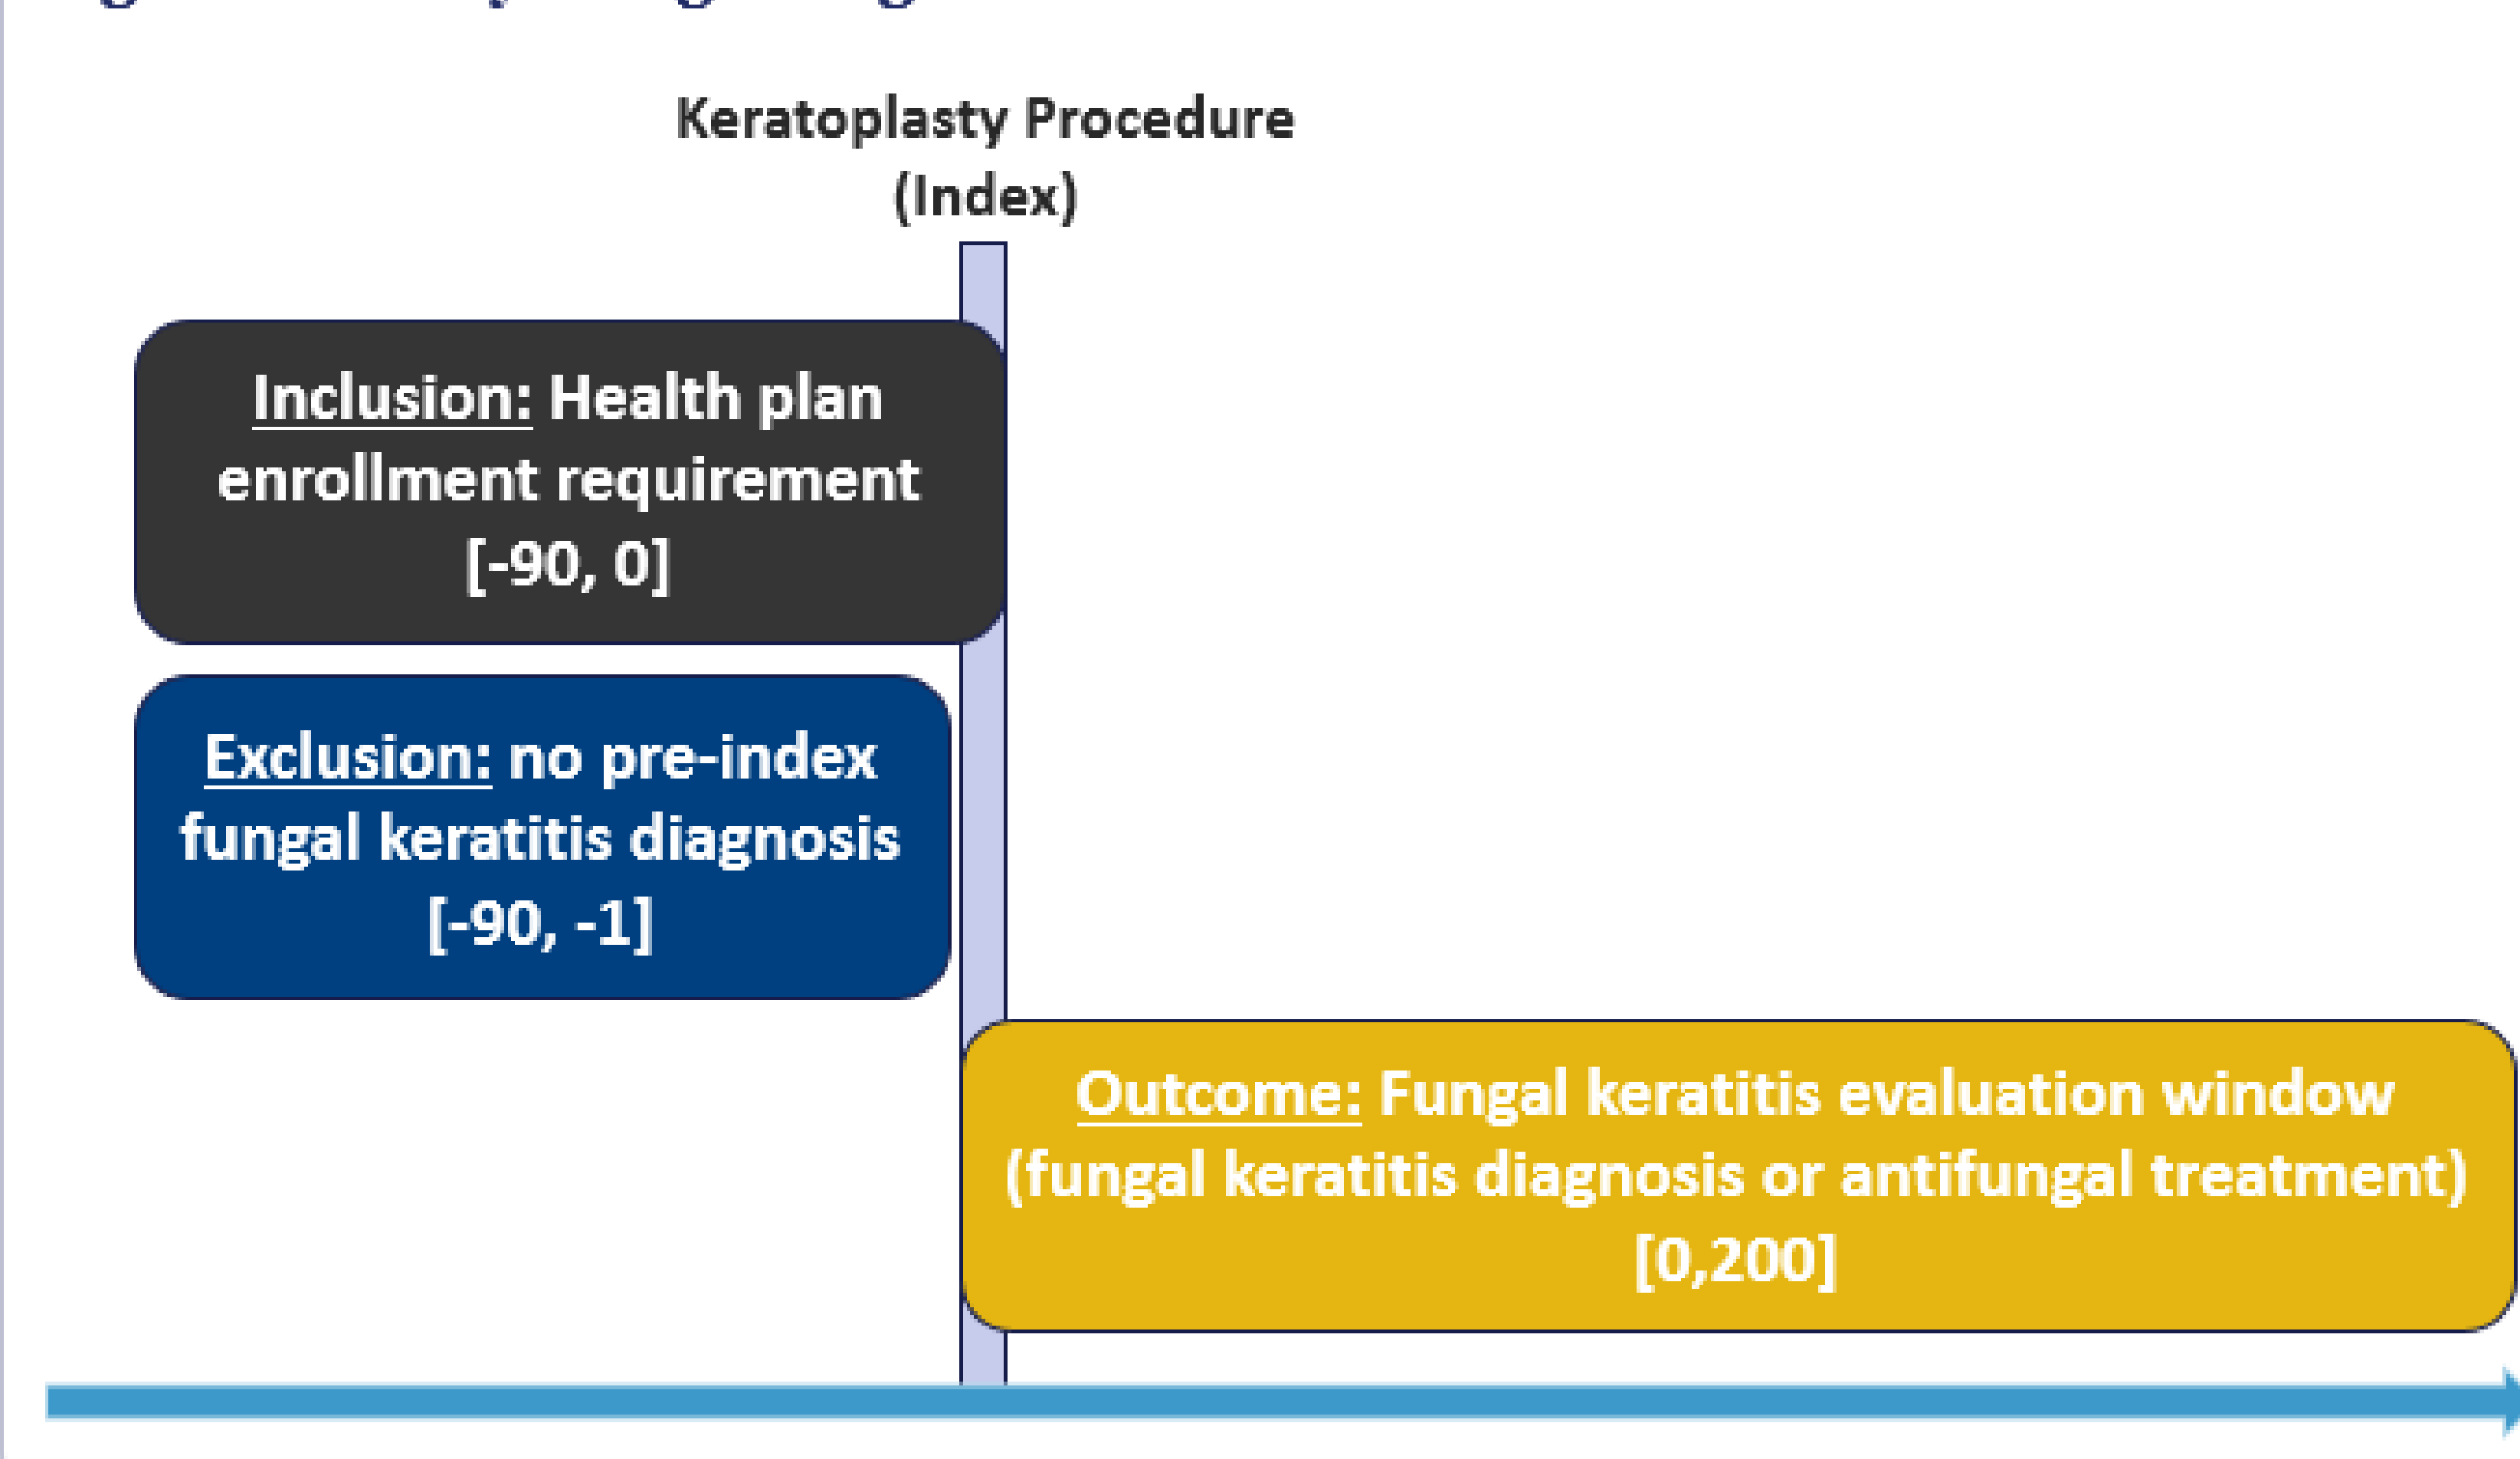 Keratoplasty Procedure
(Index)
Inclusion: Health plan
enrollment requirement
[-90, 0]
Exclusion: no pre-index
fungal keratitis diagnosis
[-90, -1]
Outcome: Fungal keratitis evaluation window
(fungal keratitis diagnosis or antifungal treatment)
[0,200]